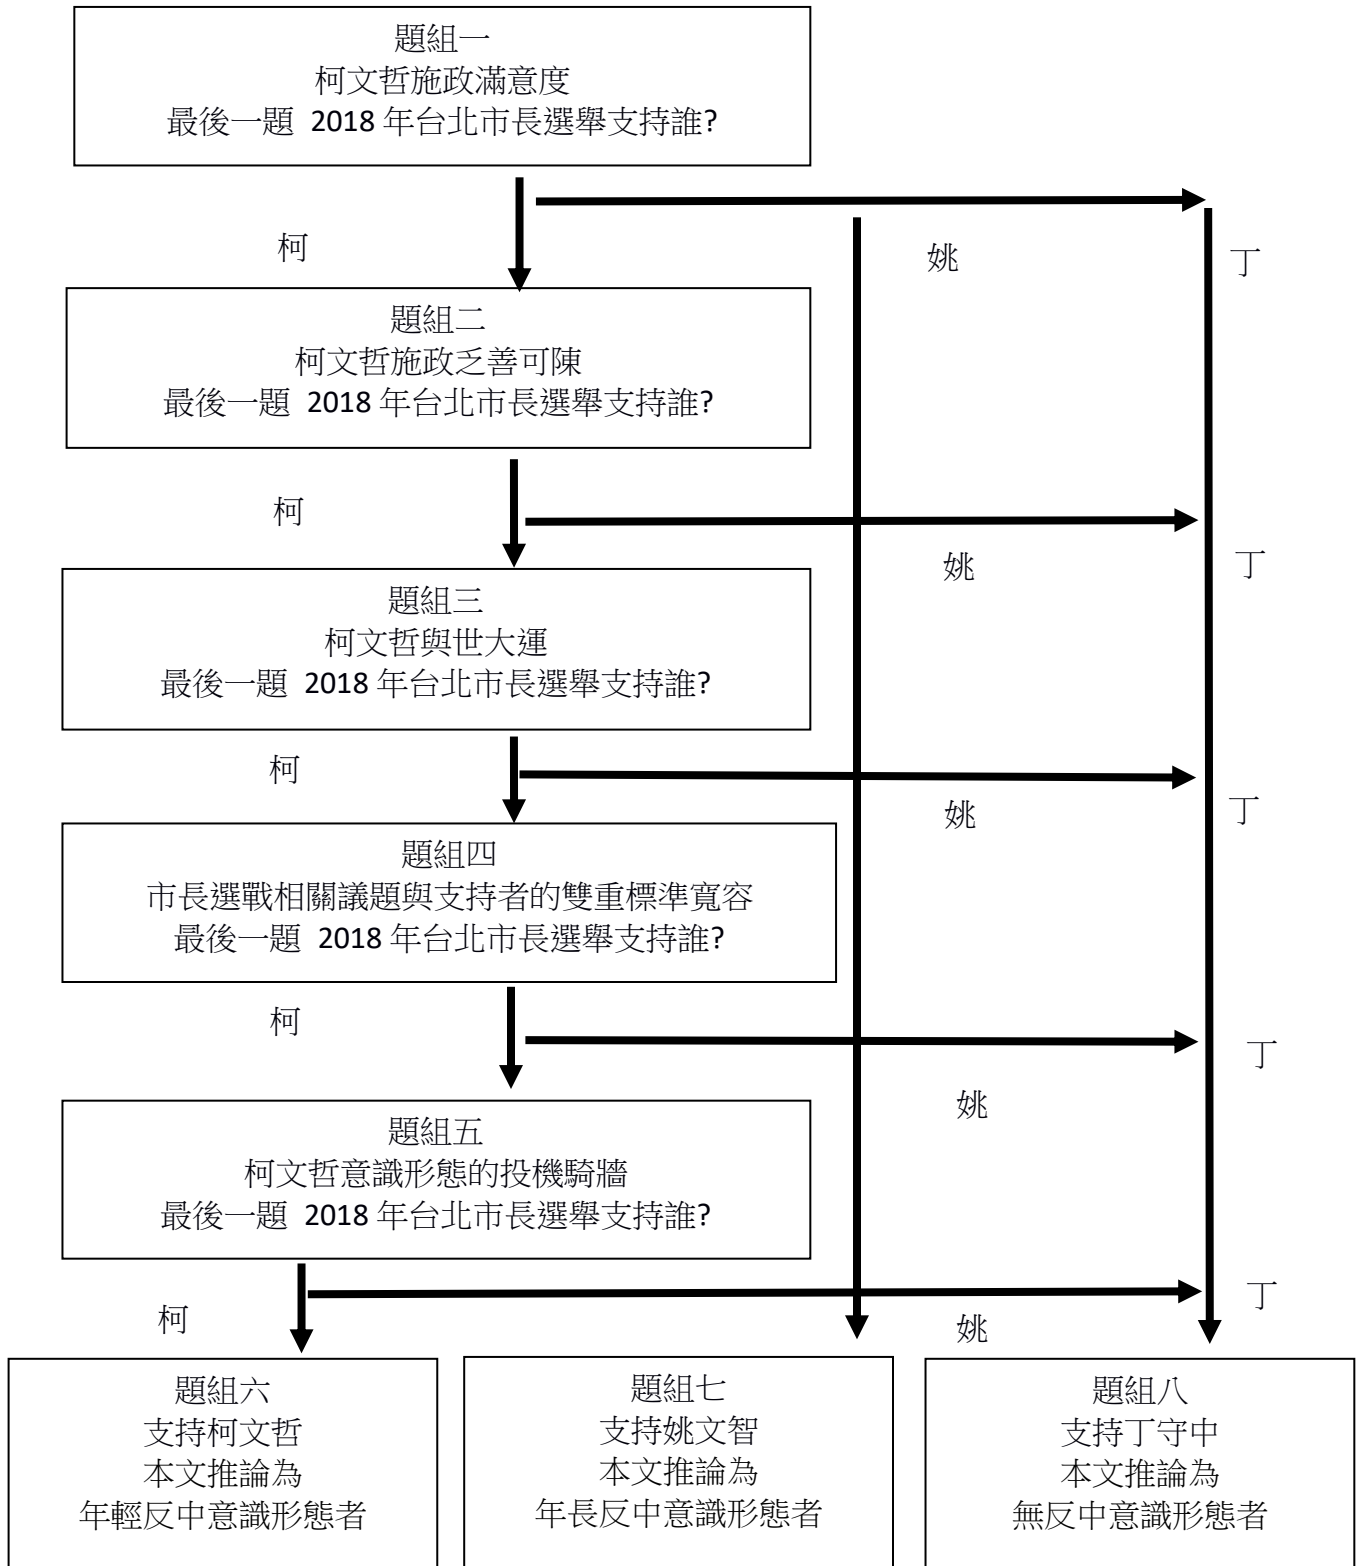 題組一
柯文哲施政滿意度
最後一題 2018 年台北市長選舉支持誰?
柯
姚
丁
題組二
柯文哲施政乏善可陳
最後一題 2018 年台北市長選舉支持誰?
柯
姚
丁
題組三
柯文哲與世大運
最後一題 2018 年台北市長選舉支持誰?
柯
姚
丁
題組四
市長選戰相關議題與支持者的雙重標準寬容
最後一題 2018 年台北市長選舉支持誰?
柯
姚
丁
題組五
柯文哲意識形態的投機騎牆
最後一題 2018 年台北市長選舉支持誰?
柯
姚
丁
題組六
支持柯文哲
本文推論為
年輕反中意識形態者
題組七
支持姚文智
本文推論為
年長反中意識形態者
題組八
支持丁守中
本文推論為
無反中意識形態者